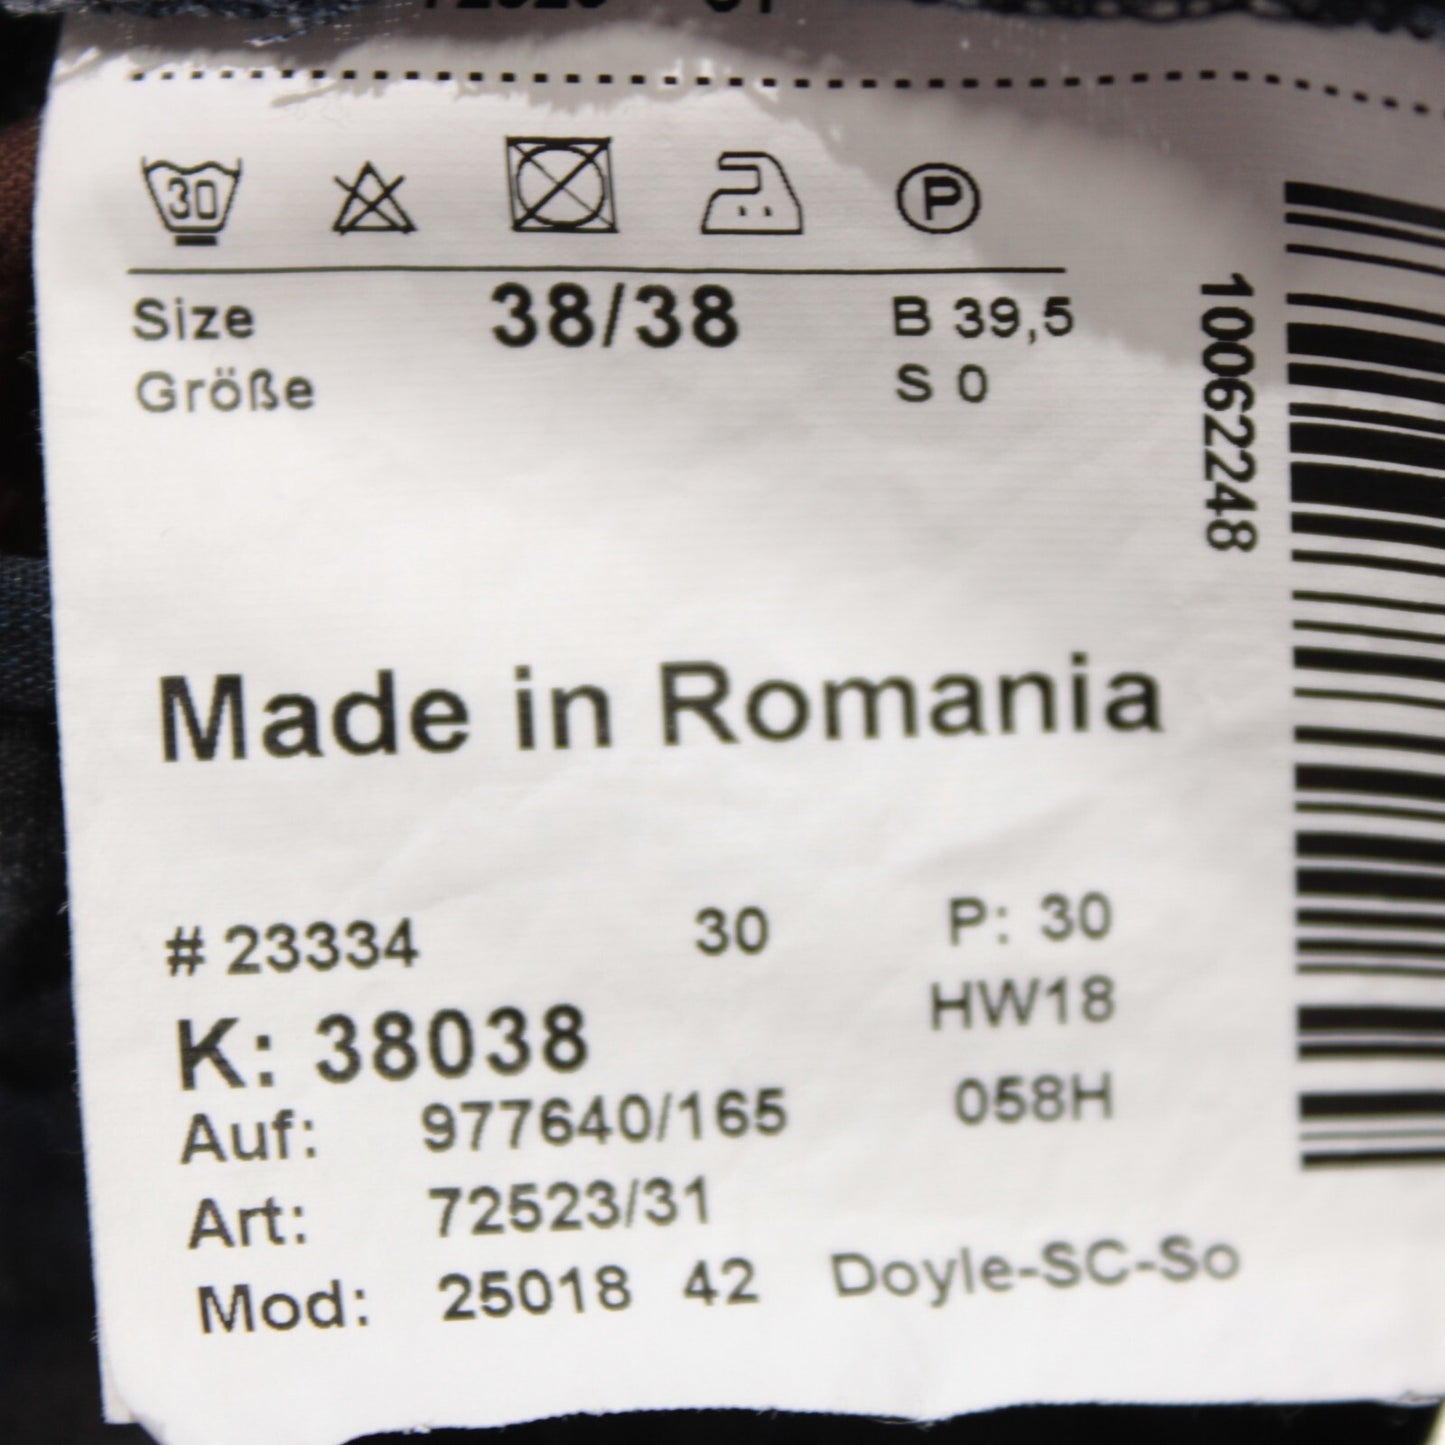 30
P
Size 38/38 B 39,5
Größe S 0
10062248
Made in Romania
# 23334 30 P: 30
K: 38038 HW18
Auf: 977640/165 058H
Art: 72523/31
Mod: 25018 42 Doyle-SC-So